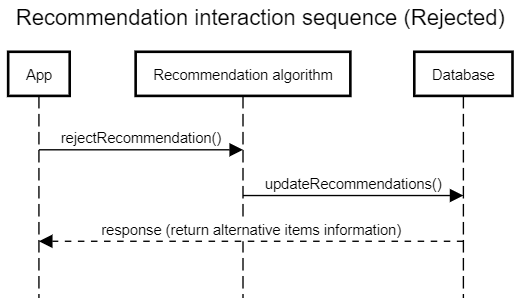 Recommendation interaction sequence (Rejected)
App
Recommendation algorithm
Database
rejectRecommendation()
updateRecommendations()
response (return alternative items information)